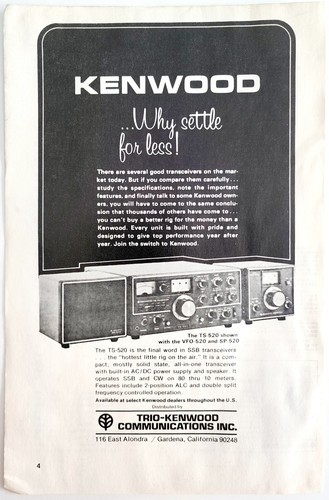 KENWOOD
...Why settle
for less!
There are several good transceivers on the mar-
ket today. But if you compare them carefully...
study the specifications, note the important
features, and finally talk to some Kenwood own-
ers, you will have to come to the same conclu-
sion that thousands of others have come to...
you can't buy a better rig for the money than a
Kenwood. Every unit is built with pride and
designed to give top performance year after
year. Join the switch to Kenwood.
The TS-520 shown
with the VFO-520 and SP-520
The TS-520 is the final word in SSB transceivers
... the "hottest little rig on the air." It is a com-
pact, mostly solid state, all-in-one transceiver
with built-in AC/DC power supply and speaker. It
operates SSB and CW on 80 thru 10 meters.
Features include 2-position ALC and double split
frequency controlled operation.
Available at select Kenwood dealers throughout the U.S.
Distributed by
TRIO-KENWOOD
COMMUNICATIONS INC.
116 East Alondra / Gardena, California 90248
4